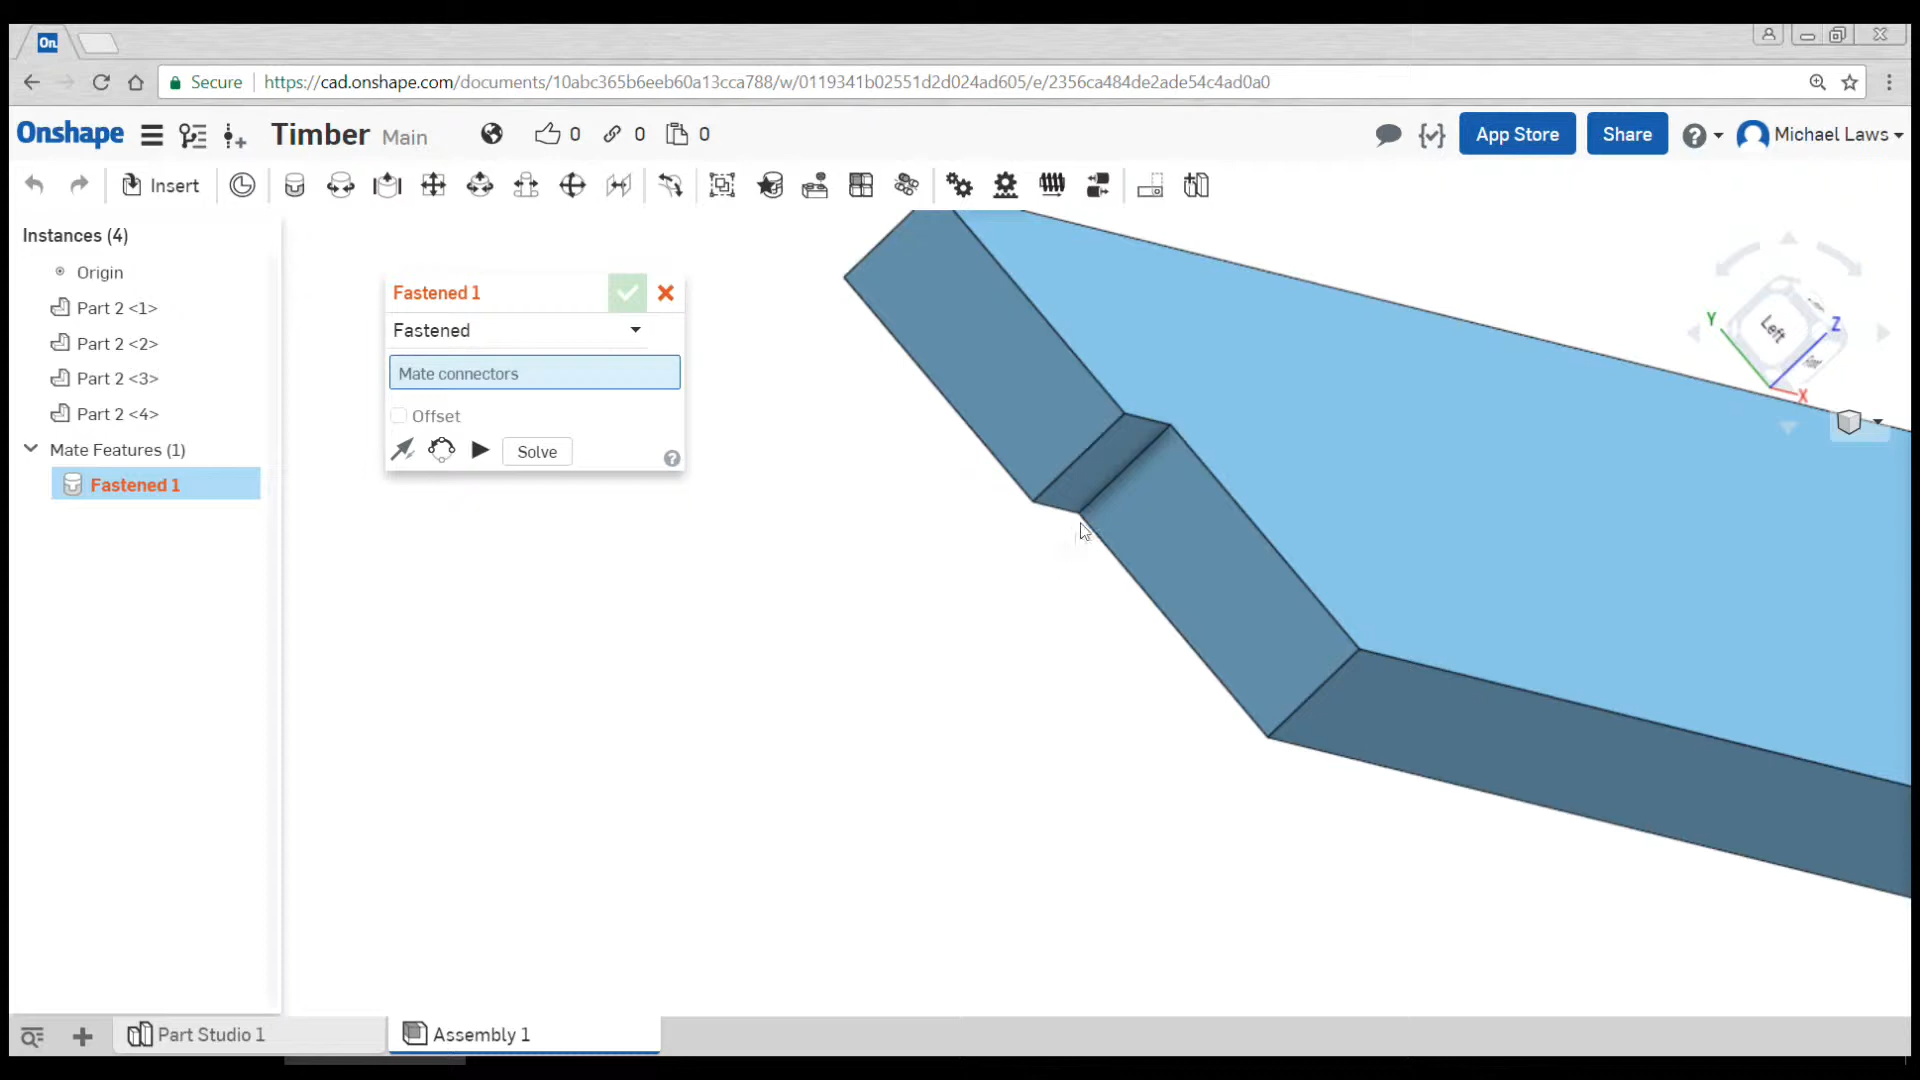 On
Secure
https://cad.onshape.com/documents/10abc365b6eeb60a13cca788/w/0119341b02551d2d024ad605/e/2356ca484de2ade54c4ad0a0
Onshape
Timber Main
0
0
0
App Store
Share
Michael Laws
Insert
Instances (4)
Origin
Part 2 <1>
Part 2 <2>
Part 2 <3>
Part 2 <4>
Mate Features (1)
Fastened 1
Fastened 1
Fastened
Mate connectors
Offset
Solve
Y
Z
X
Left
Part Studio 1
Assembly 1